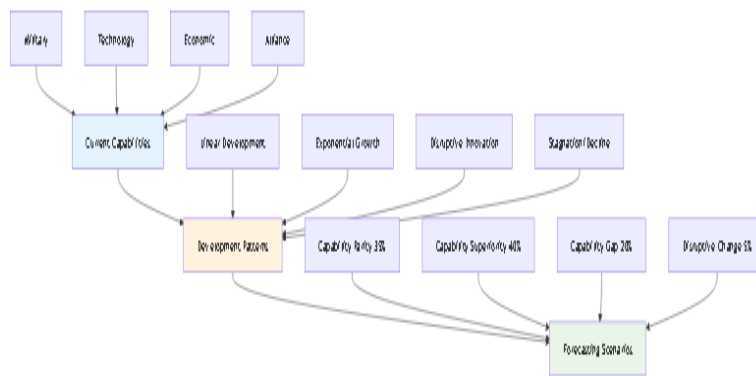 Military
Technology
Economic
Alliance
Current Capabilities
Linear Development
Exponential Growth
Disruptive Innovation
Stagnation/Decline
Development Patterns
Capability Parity 35%
Capability Superiority 40%
Capability Gap 20%
Disruptive Change 5%
Forecasting Scenarios